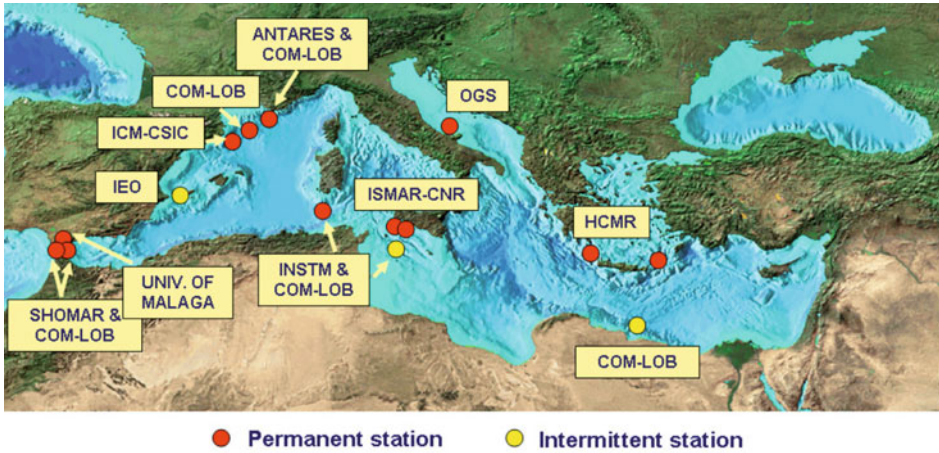 ANTARES &
COM-LOB
COM-LOB
OGS
ICM-CSIC
IEO
ISMAR-CNR
HCMR
UNIV. OF
MALAGA
INSTM &
COM-LOB
SHOMAR &
COM-LOB
COM-LOB
Permanent station
Intermittent station